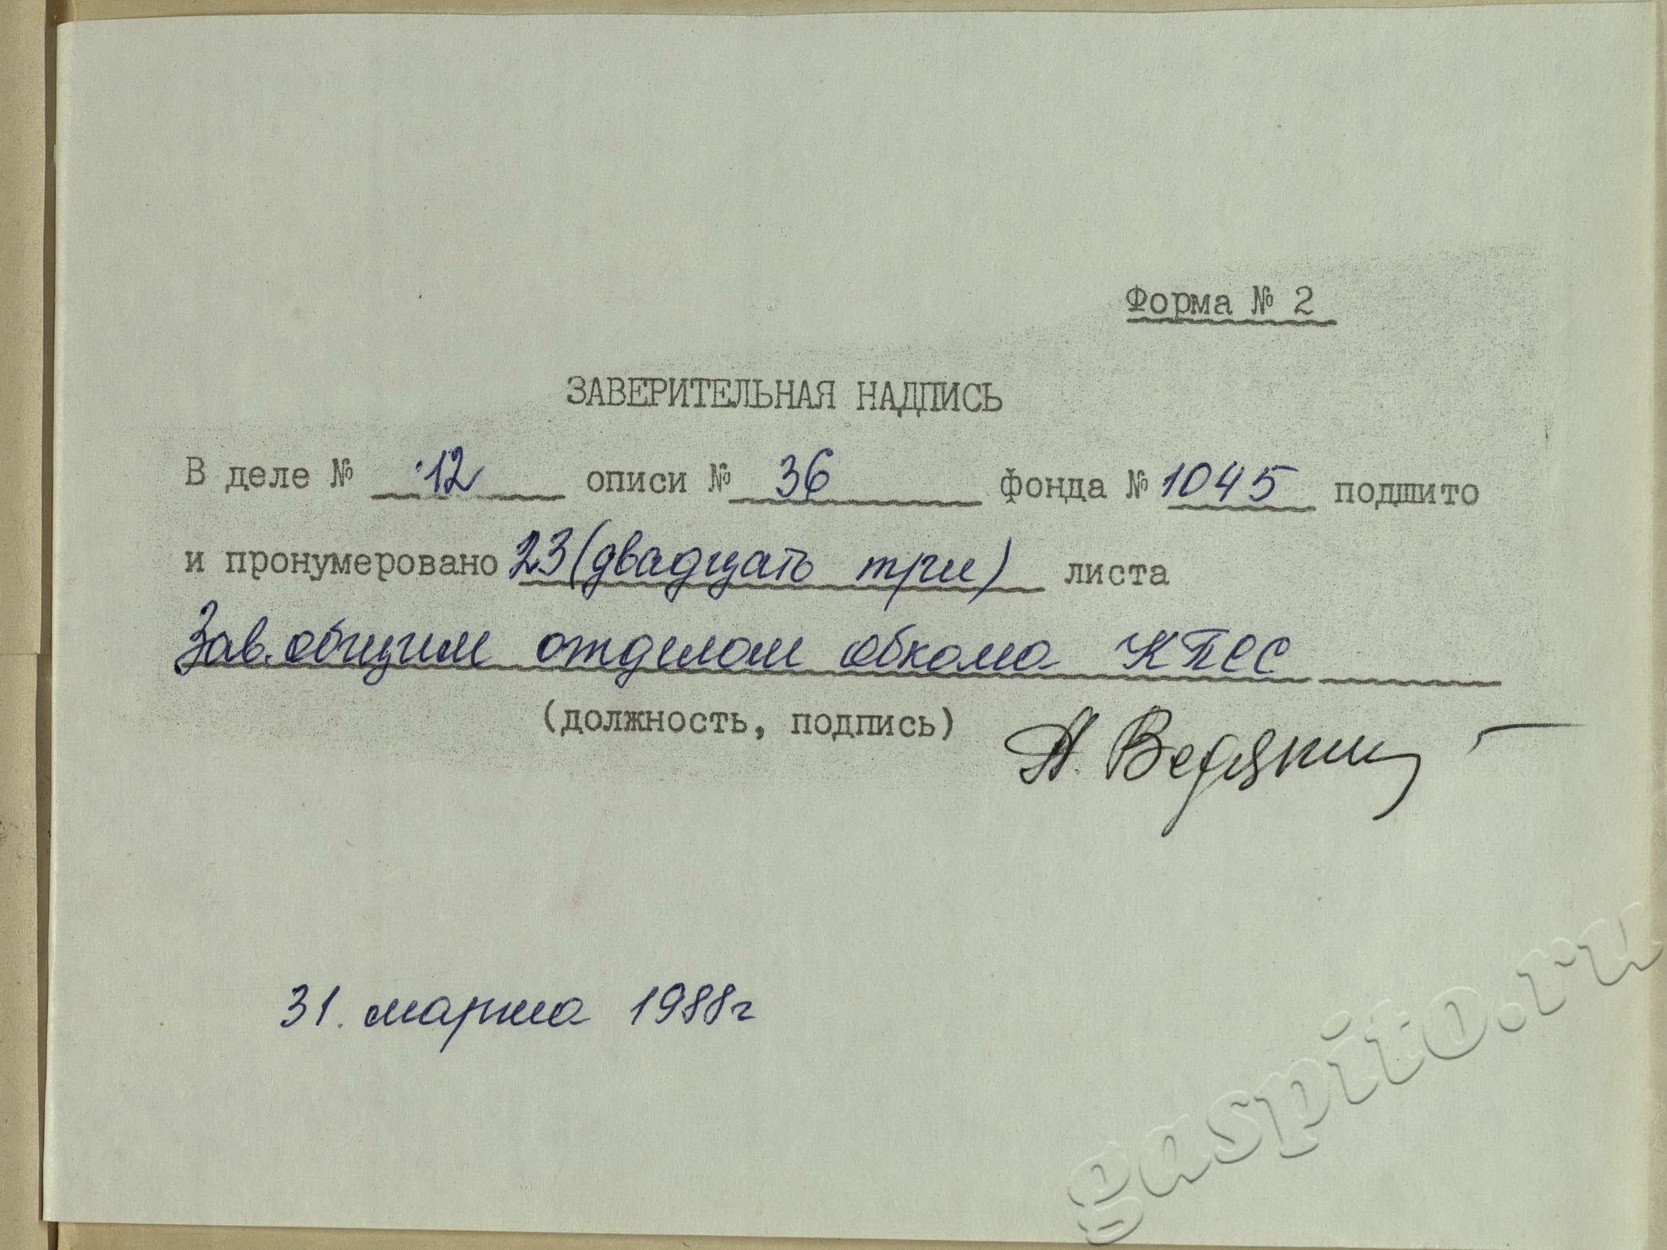 Форма № 2
ЗАВЕРИТЕЛЬНАЯ НАДПИСЬ
В деле № 12 описи № 36 фонда № 1045 подшито
и пронумеровано 23 (двадцать три) листа
Зав. общим отделом обкома КПСС
(должность, подпись)
А. Ведяки
31. марта 1988г
gaspito.ru